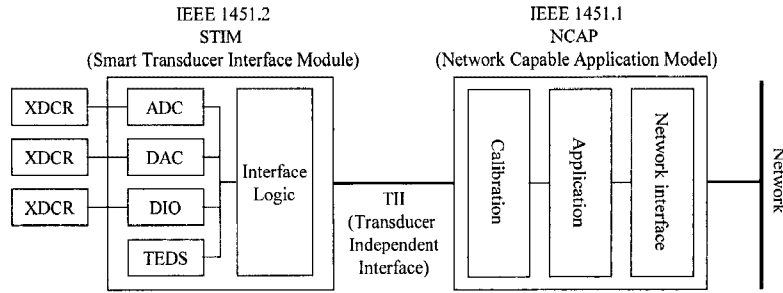 IEEE 1451.2
STIM
(Smart Transducer Interface Module)
IEEE 1451.1
NCAP
(Network Capable Application Model)
XDCR
ADC
XDCR
DAC
XDCR
DIO
TEDS
Interface
Logic
TII
(Transducer
Independent
Interface)
Calibration
Application
Network interface
Network